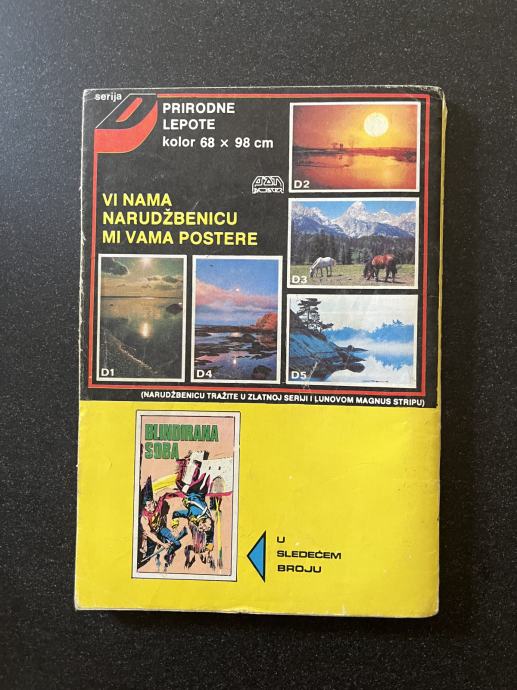 serija
D
PRIRODNE
LEPOTE
kolor 68 × 98 cm
VI NAMA
NARUDŽBENICU
MI VAMA POSTERE
D2
D3
D1
D4
D5
(NARUDŽBENICU TRAŽITE U ZLATNOJ SERIJI I LUNOVOM MAGNUS STRIPU)
BLINDIRANA
SOBA
U
SLEDEĆEM
BROJU